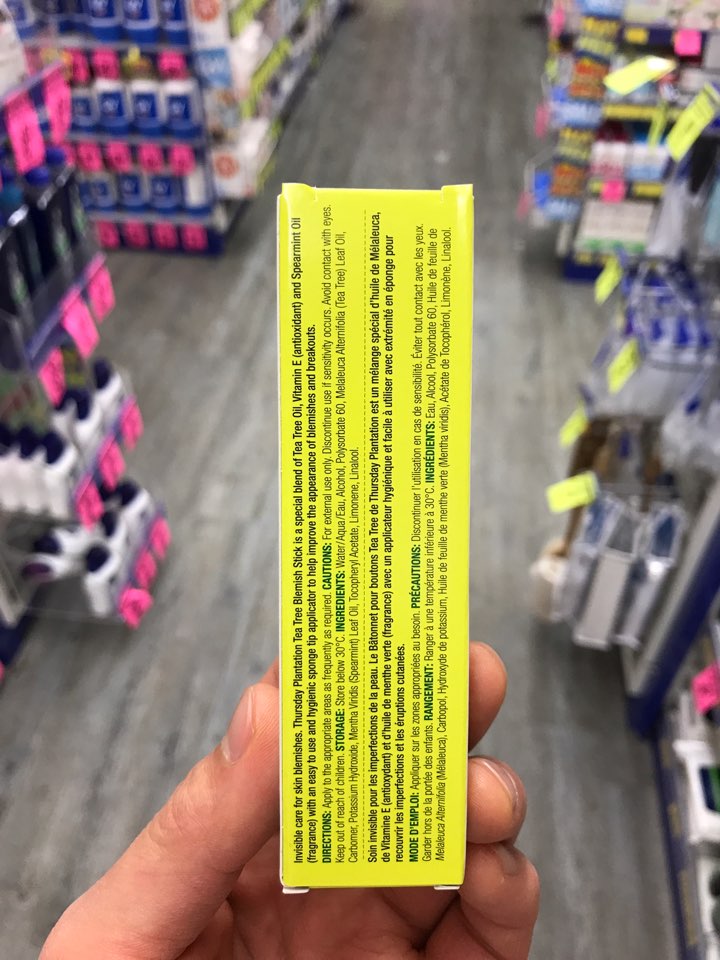 Invisible care for skin blemishes. Thursday Plantation Tea Tree Blemish Stick is a special blend of Tea Tree Oil, Vitamin E (antioxidant) and Spearmint Oil
(fragrance) with an easy to use and hygienic sponge tip applicator to help improve the appearance of blemishes and breakouts.
DIRECTIONS: Apply to the appropriate areas as frequently as required. CAUTIONS: For external use only. Discontinue use if sensitivity occurs. Avoid contact with eyes.
Keep out of reach of children. STORAGE: Store below 30°C. INGREDIENTS: Water/Aqua/Eau, Alcohol, Polysorbate 60, Melaleuca Alternifolia (Tea Tree) Leaf Oil,
Carbomer, Potassium Hydroxide, Mentha Viridis (Spearmint) Leaf Oil, Tocopheryl Acetate, Limonene, Linalool.
Soin invisible pour les imperfections de la peau. Le Bâtonnet pour boutons Tea Tree de Thursday Plantation est un mélange spécial d'huile de Mélaleuca,
de Vitamine E (antioxydant) et d'huile de menthe verte (fragrance) avec un applicateur hygiénique et facile à utiliser avec extrémité en éponge pour
recouvrir les imperfections et les éruptions cutanées.
MODE D'EMPLOI: Appliquer sur les zones appropriées au besoin. PRÉCAUTIONS: Discontinuer l'utilisation en cas de sensibilité. Éviter tout contact avec les yeux.
Garder hors de la portée des enfants. RANGEMENT: Ranger à une température inférieure à 30°C. INGRÉDIENTS: Eau, Alcool, Polysorbate 60, Huile de feuille de
Melaleuca Alternifolia (Mélaleuca), Carbopol, Hydroxyde de potassium, Huile de feuille de menthe verte (Mentha viridis), Acétate de Tocophérol, Limonène, Linalool.